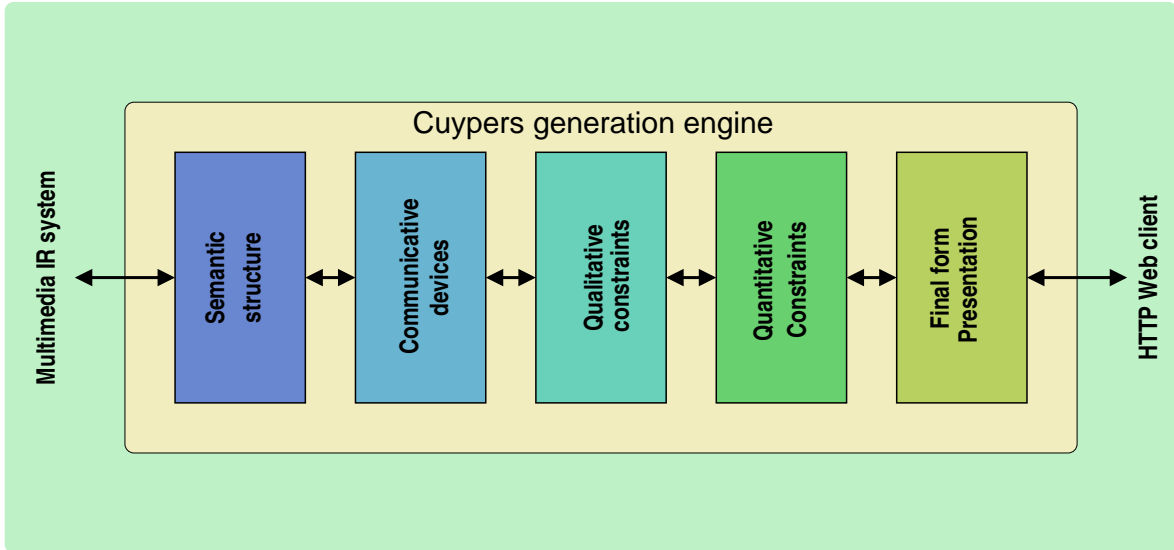 Cuypers generation engine
Multimedia IR system
Semantic
structure
Communicative
devices
Qualitative
constraints
Quantitative
Constraints
Final form
Presentation
HTTP Web client